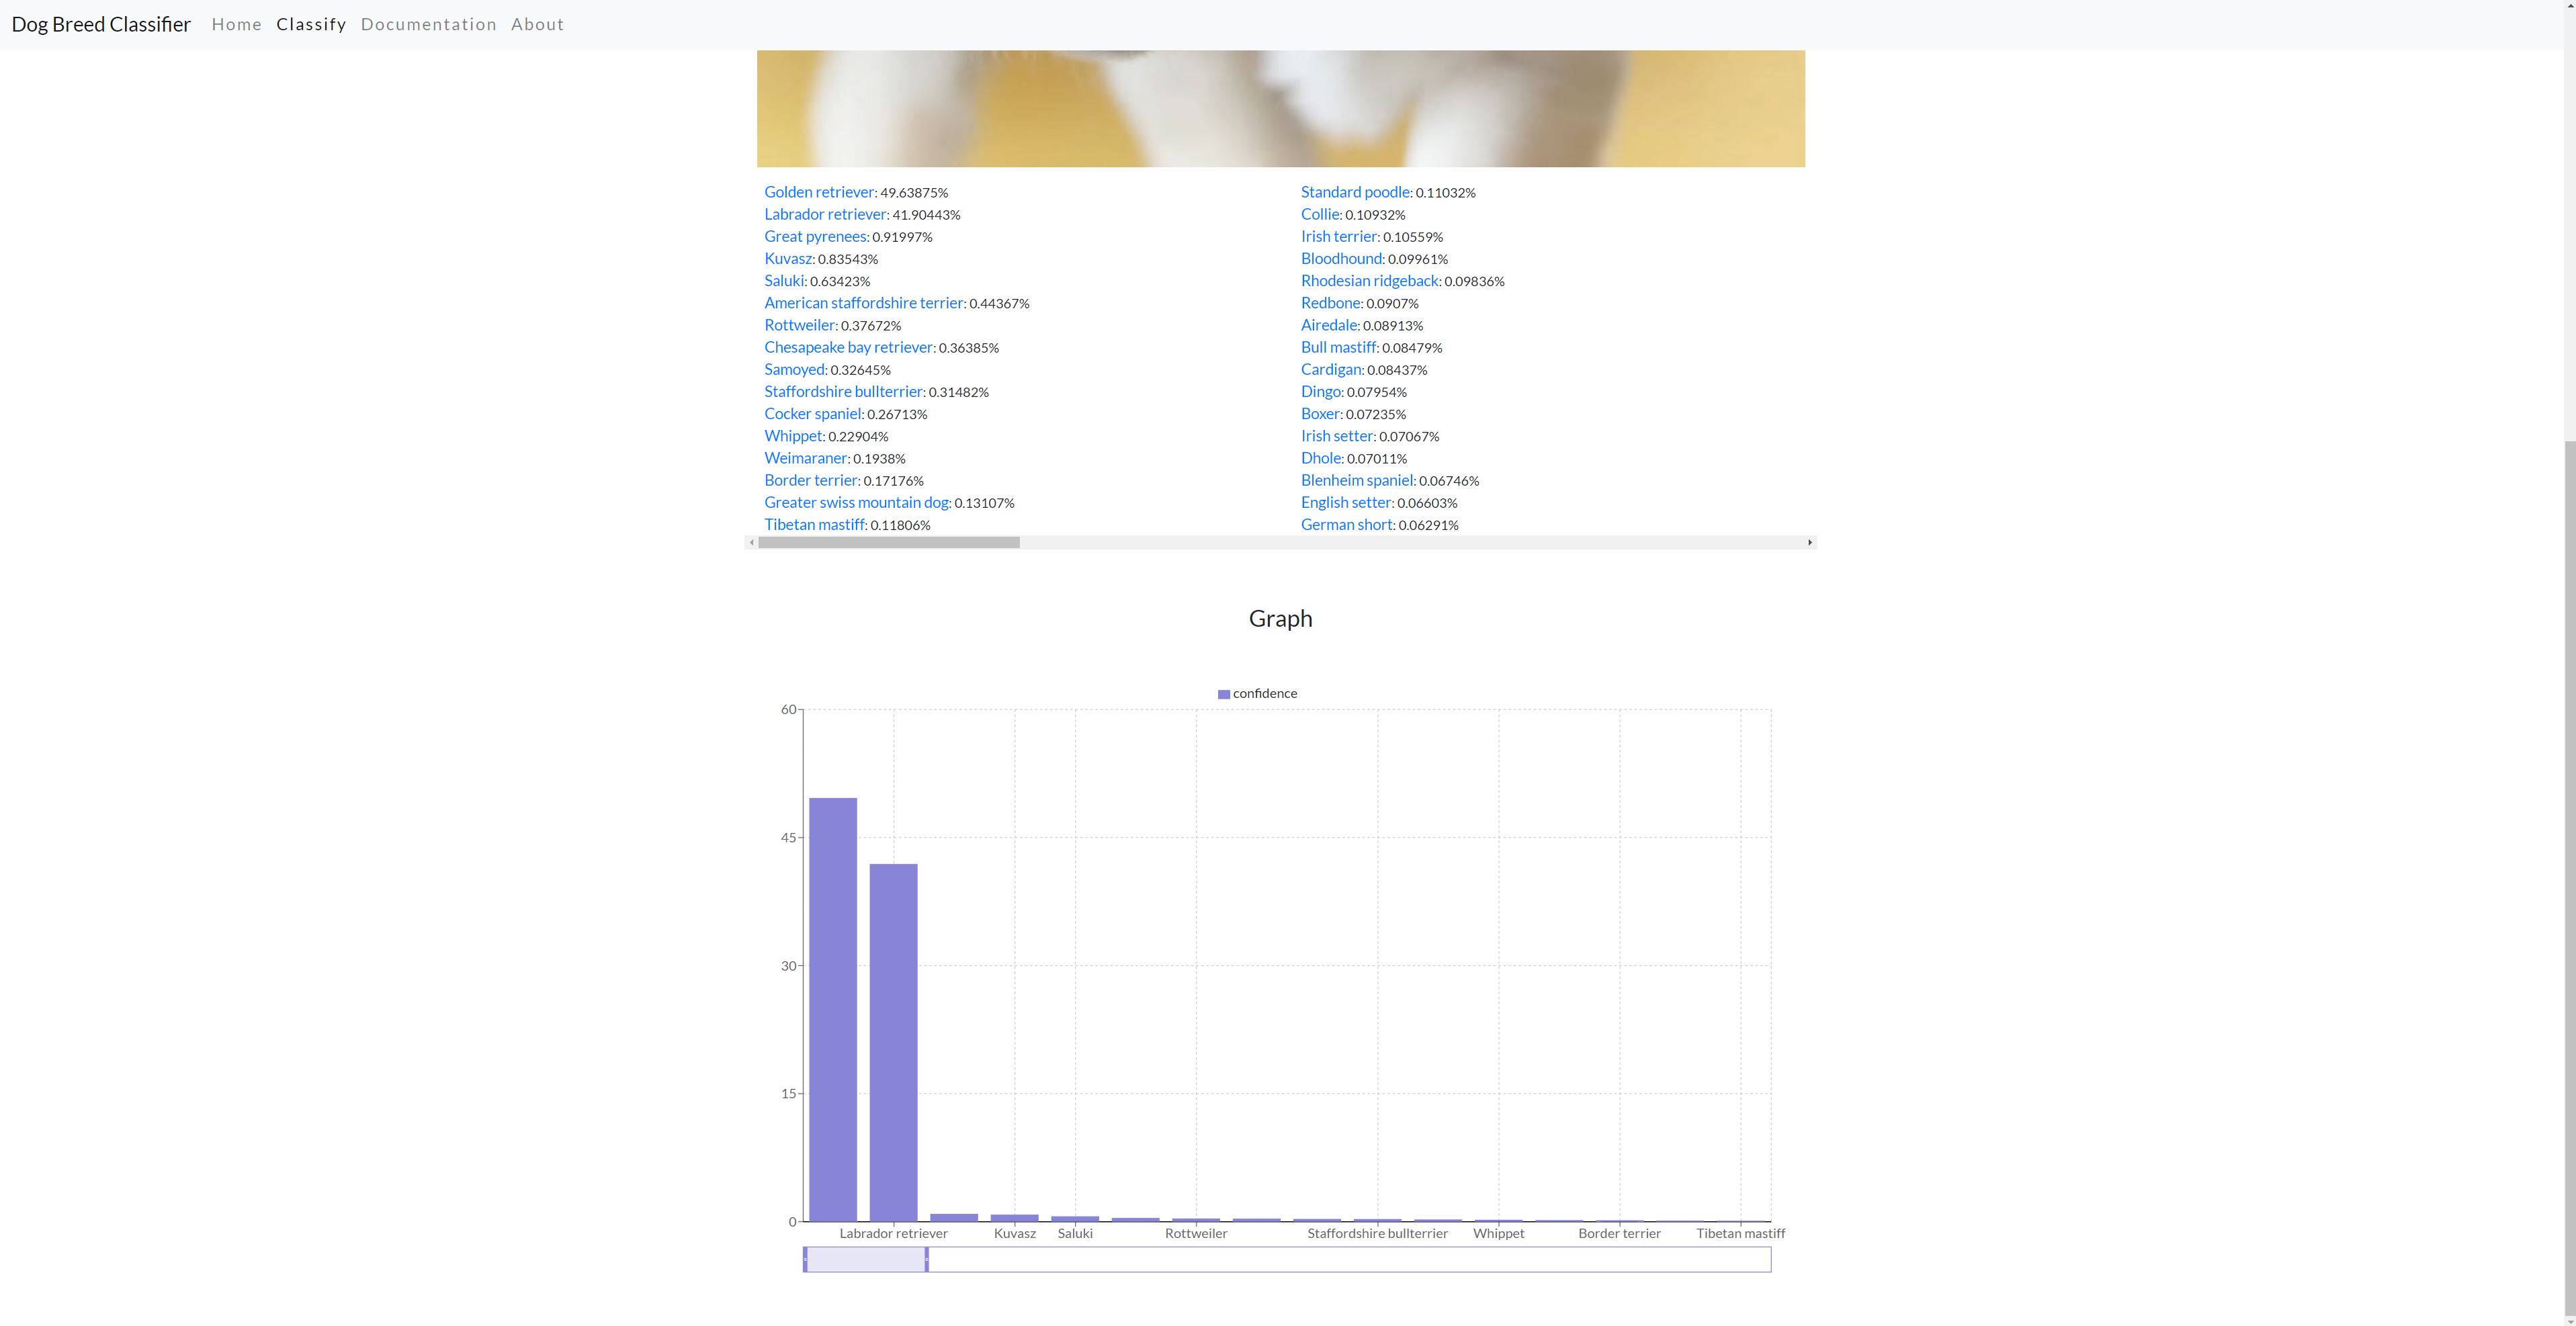 Dog Breed Classifier Home Classify Documentation About
Golden retriever: 49.63875%
Labrador retriever: 41.90443%
Great pyrenees: 0.91997%
Kuvasz: 0.83543%
Saluki: 0.63423%
American staffordshire terrier: 0.44367%
Rottweiler: 0.37672%
Chesapeake bay retriever: 0.36385%
Samoyed: 0.32645%
Staffordshire bullterrier: 0.31482%
Cocker spaniel: 0.26713%
Whippet: 0.22904%
Weimaraner: 0.1938%
Border terrier: 0.17176%
Greater swiss mountain dog: 0.13107%
Tibetan mastiff: 0.11806%
Standard poodle: 0.11032%
Collie: 0.10932%
Irish terrier: 0.10559%
Bloodhound: 0.09961%
Rhodesian ridgeback: 0.09836%
Redbone: 0.0907%
Airedale: 0.08913%
Bull mastiff: 0.08479%
Cardigan: 0.08437%
Dingo: 0.07954%
Boxer: 0.07235%
Irish setter: 0.07067%
Dhole: 0.07011%
Blenheim spaniel: 0.06746%
English setter: 0.06603%
German short: 0.06291%
Graph
confidence
60
45
30
15
0
Labrador retriever Kuvasz Saluki Rottweiler Staffordshire bullterrier Whippet Border terrier Tibetan mastiff